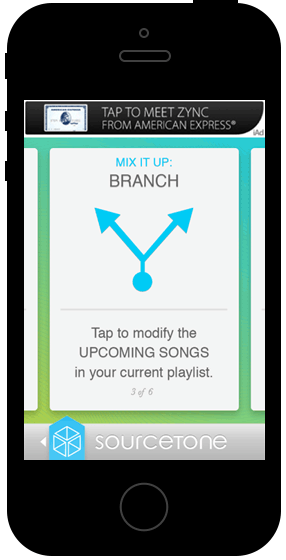 TAP TO MEET ZYNC
FROM AMERICAN EXPRESS®
iAd
MIX IT UP:
BRANCH
Tap to modify the
UPCOMING SONGS
in your current playlist.
3 of 6
sourcetone